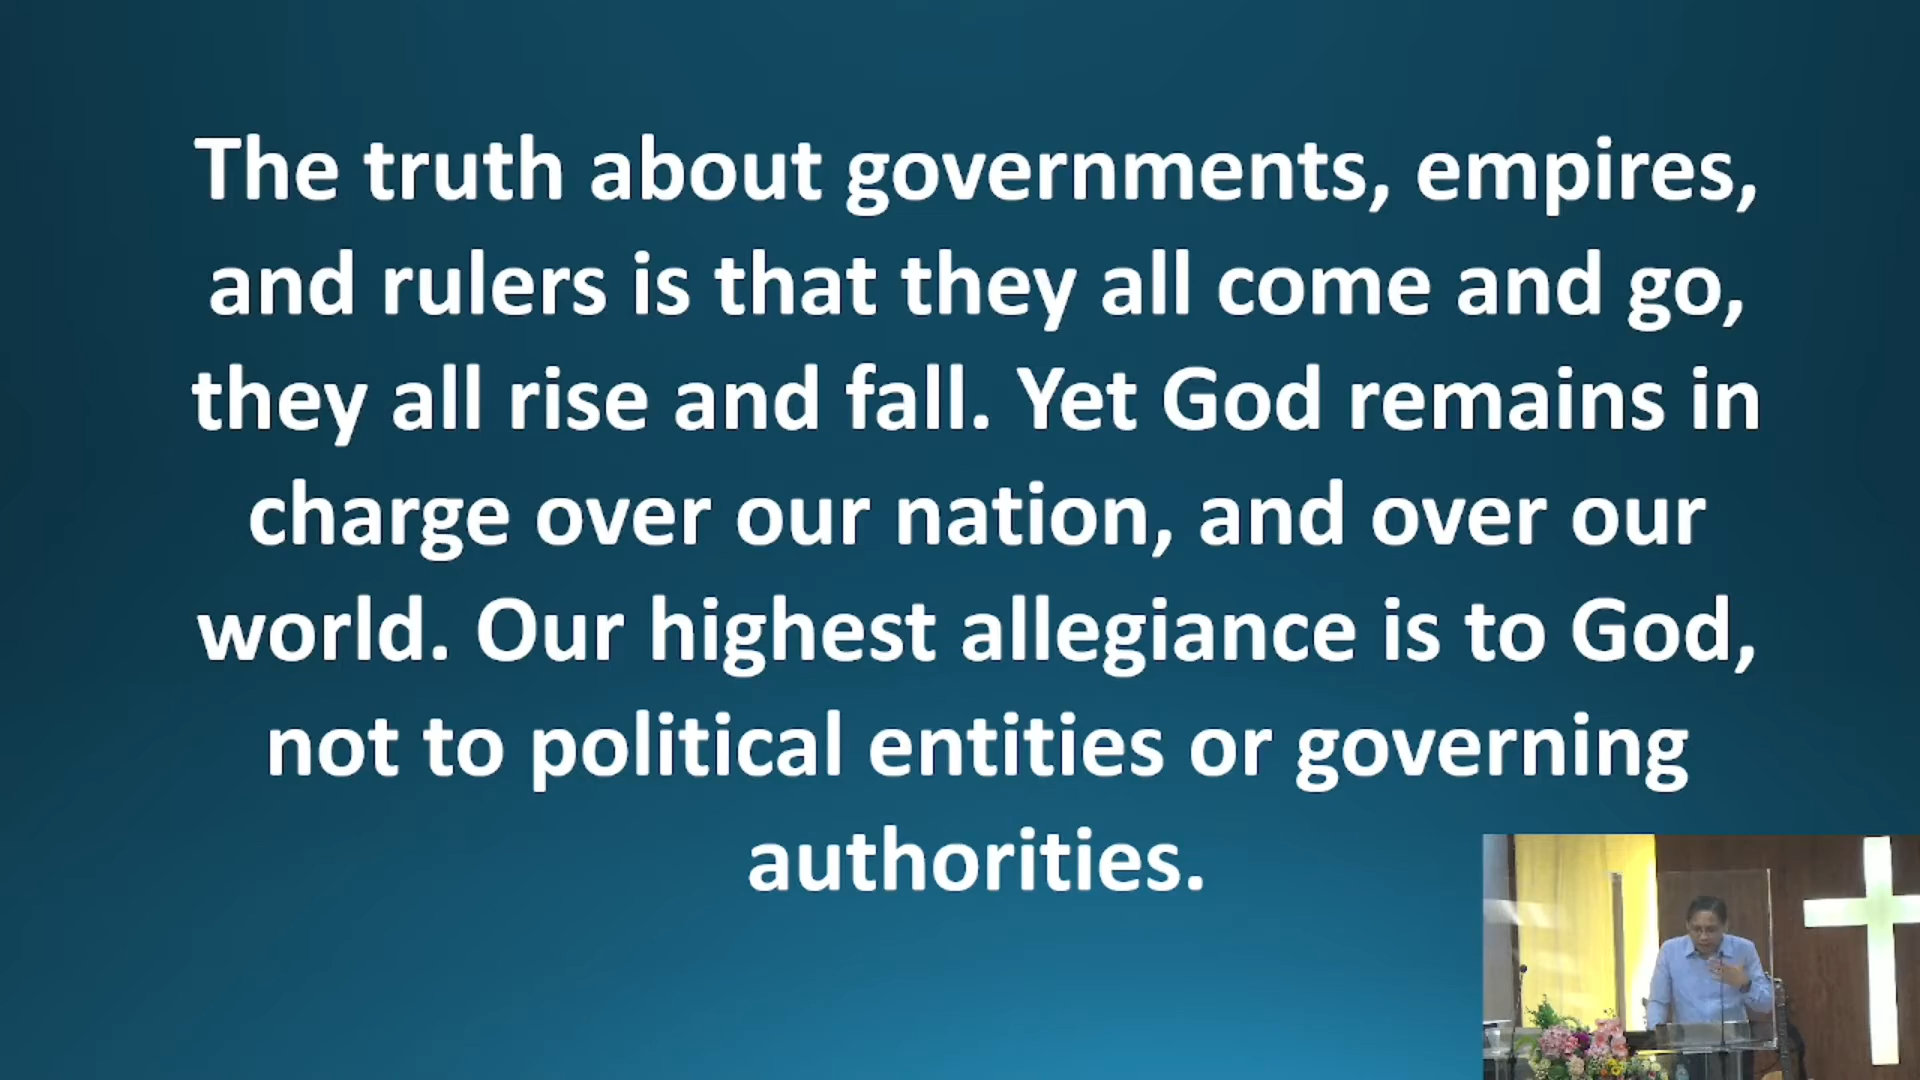 The truth about governments, empires,
and rulers is that they all come and go,
they all rise and fall. Yet God remains in
charge over our nation, and over our
world. Our highest allegiance is to God,
not to political entities or governing
authorities.